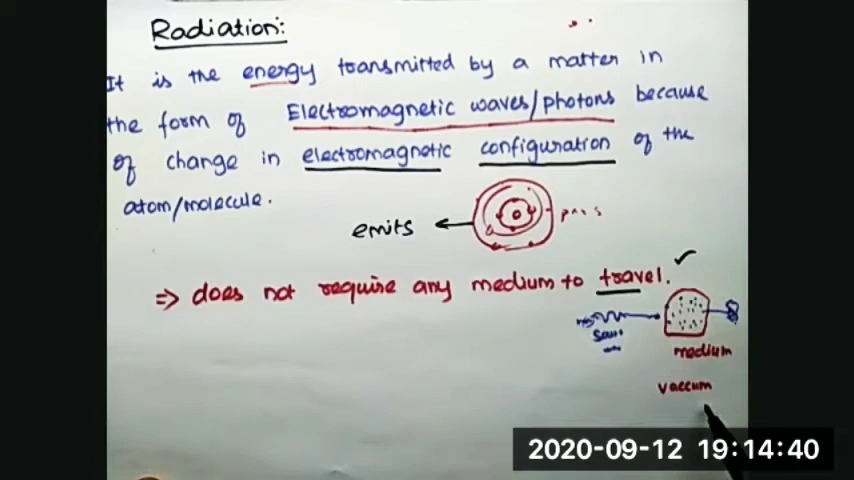 Radiation:
It is the energy transmitted by a matter in
the form of Electromagnetic waves/photons because
of change in electromagnetic configuration of the
atom/molecule.
emits
=> does not require any medium to travel.
medium
vaccum
2020-09-12 19:14:40